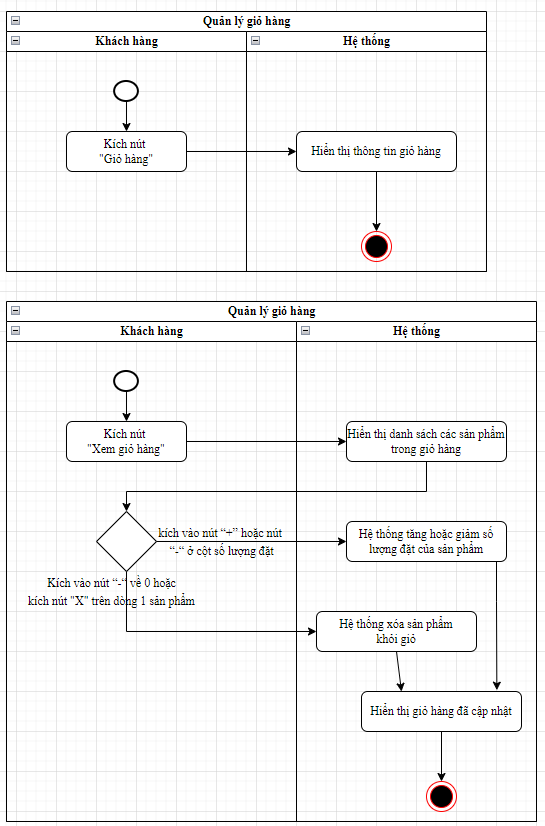 Quản lý giỏ hàng
Khách hàng
Hệ thống
Kích nút
"Giỏ hàng"
Hiển thị thông tin giỏ hàng
Quản lý giỏ hàng
Khách hàng
Hệ thống
Kích nút
"Xem giỏ hàng"
Hiển thị danh sách các sản phẩm
trong giỏ hàng
kích vào nút “+” hoặc nút
“-“ ở cột số lượng đặt
Hệ thống tăng hoặc giảm số
lượng đặt của sản phẩm
Kích vào nút “-“ về 0 hoặc
kích nút "X" trên dòng 1 sản phẩm
Hệ thống xóa sản phẩm
khỏi giỏ
Hiển thị giỏ hàng đã cập nhật